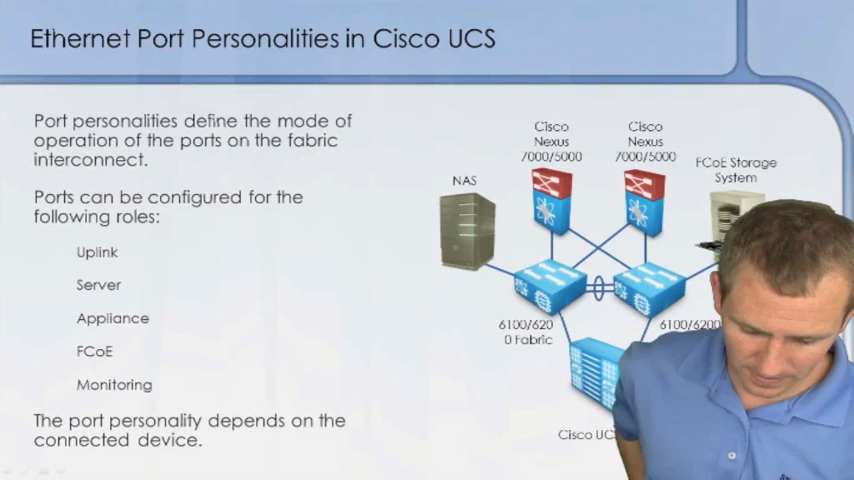 Ethernet Port Personalities in Cisco UCS
Port personalities define the mode of
operation of the ports on the fabric
interconnect.
Ports can be configured for the
following roles:
Uplink
Server
Appliance
FCoE
Monitoring
The port personality depends on the
connected device.
Cisco
Nexus
7000/5000
Cisco
Nexus
7000/5000
FCoE Storage
System
NAS
6100/620
0 Fabric
6100/6200
Cisco UC